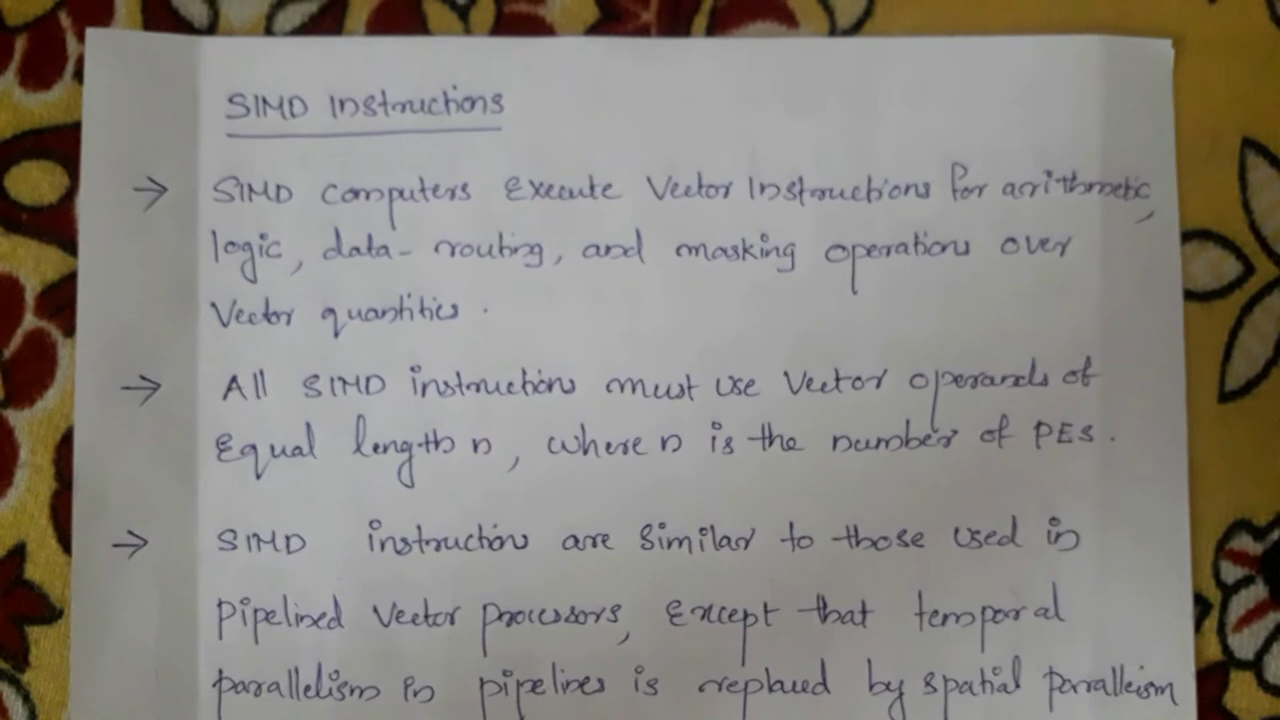 SIMD Instructions
→ SIMD computers Execute Vector Instructions for arithmetic,
logic, data-routing, and masking operations over
Vector quantities.
→ All SIMD instructions must use Vector operands of
Equal length n, where n is the number of PEs.
→ SIMD instructions are similar to those used in
pipelined vector processors, Except that temporal
parallelism in pipelines is replaced by spatial parallelism